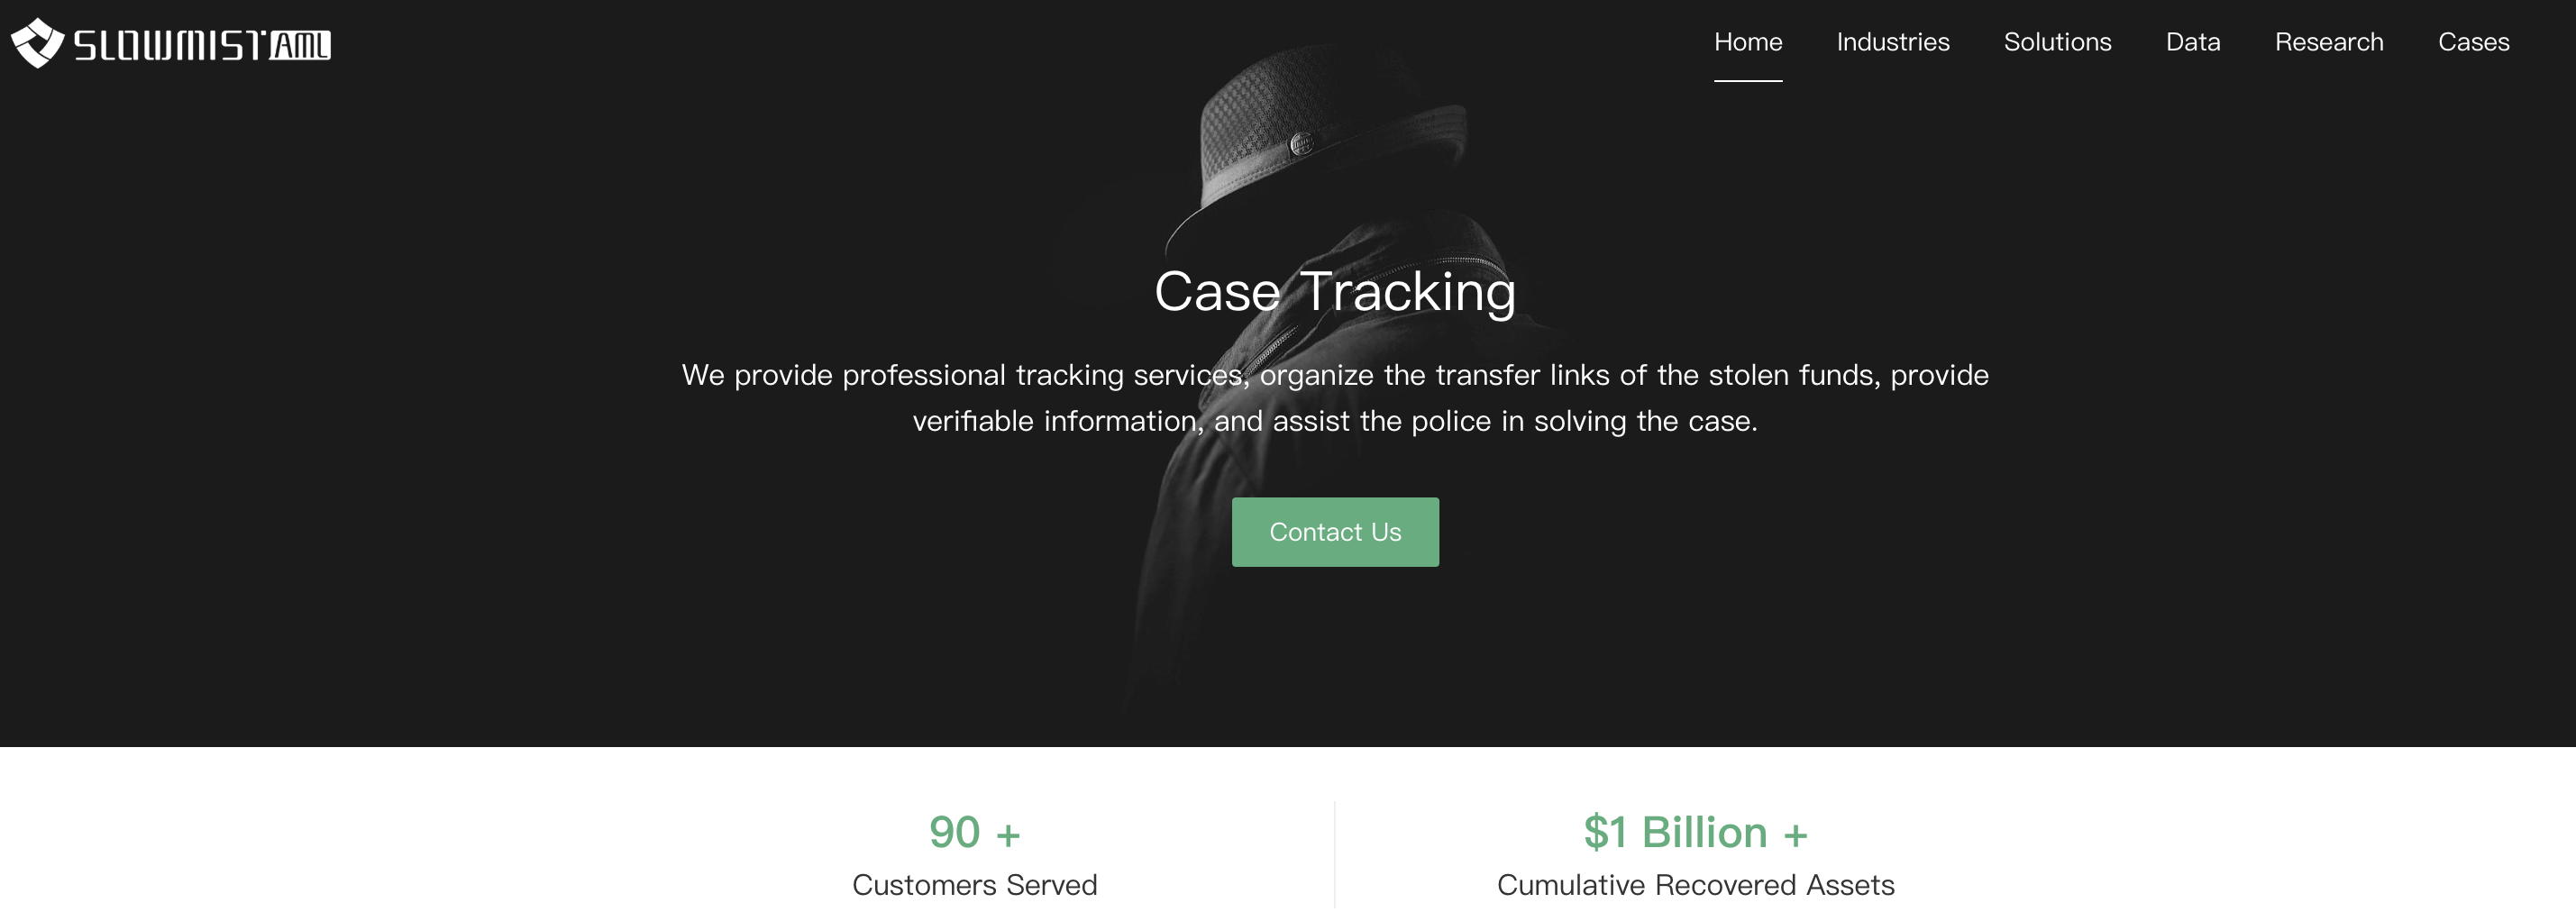 SLOWMIST AML
Home Industries Solutions Data Research Cases
Case Tracking
We provide professional tracking services, organize the transfer links of the stolen funds, provide
verifiable information, and assist the police in solving the case.
Contact Us
90 +
Customers Served
$1 Billion +
Cumulative Recovered Assets